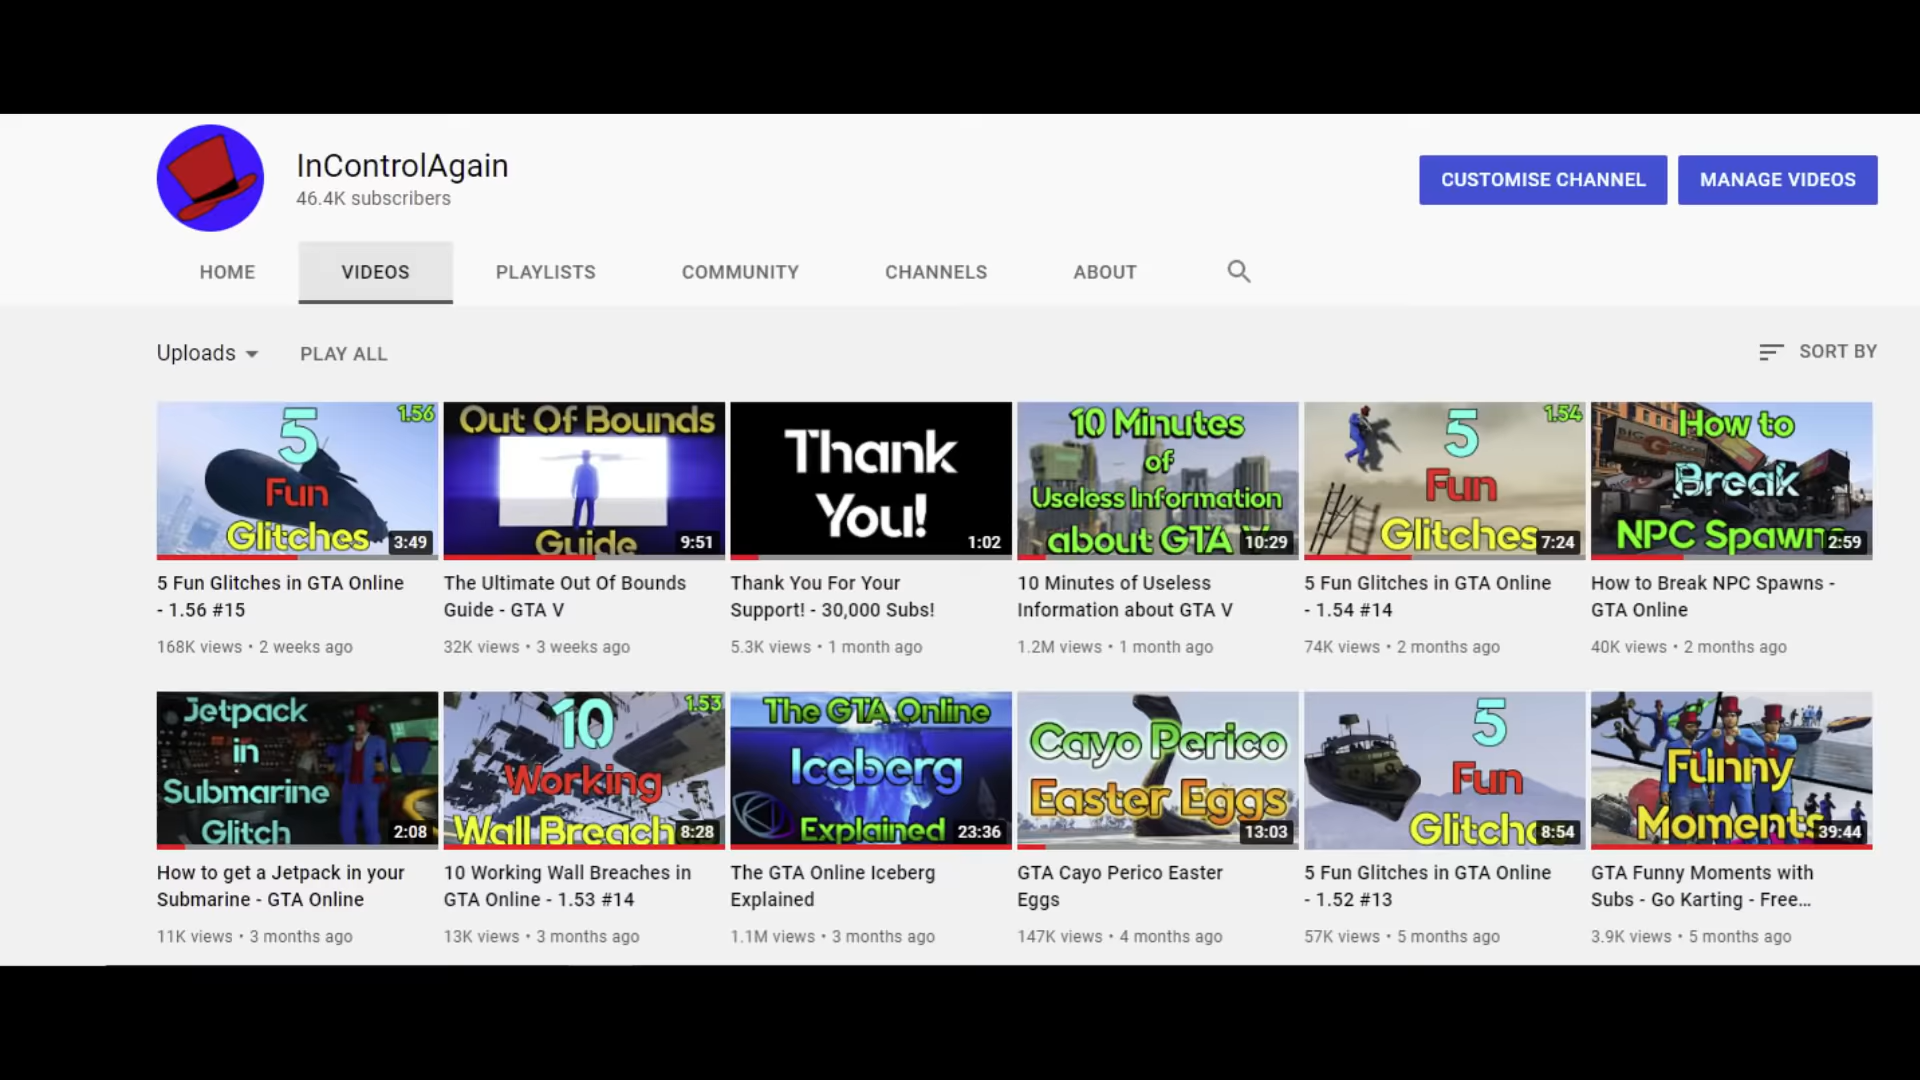 InControlAgain
46.4K subscribers
CUSTOMISE CHANNEL
MANAGE VIDEOS
HOME
VIDEOS
PLAYLISTS
COMMUNITY
CHANNELS
ABOUT
Uploads
PLAY ALL
SORT BY
1.56
5
Fun
Glitches
3:49
5 Fun Glitches in GTA Online
- 1.56 #15
168K views • 2 weeks ago
Out Of Bounds
Guide
9:51
The Ultimate Out Of Bounds
Guide - GTA V
32K views • 3 weeks ago
Thank
You!
1:02
Thank You For Your
Support! - 30,000 Subs!
5.3K views • 1 month ago
10 Minutes
of
Useless Information
about GTA V
10:29
10 Minutes of Useless
Information about GTA V
1.2M views • 1 month ago
1.54
5
Fun
Glitches
7:24
5 Fun Glitches in GTA Online
- 1.54 #14
74K views • 2 months ago
How to
Break
NPC Spawns
2:59
How to Break NPC Spawns -
GTA Online
40K views • 2 months ago
Jetpack
in
Submarine
Glitch
2:08
How to get a Jetpack in your
Submarine - GTA Online
11K views • 3 months ago
1.53
10
Working
Wall Breach
8:28
10 Working Wall Breaches in
GTA Online - 1.53 #14
13K views • 3 months ago
The GTA Online
Iceberg
Explained
23:36
The GTA Online Iceberg
Explained
1.1M views • 3 months ago
Cayo Perico
Easter Eggs
13:03
GTA Cayo Perico Easter
Eggs
147K views • 4 months ago
5
Fun
Glitche
8:54
5 Fun Glitches in GTA Online
- 1.52 #13
57K views • 5 months ago
Funny
Moments
39:44
GTA Funny Moments with
Subs - Go Karting - Free...
3.9K views • 5 months ago